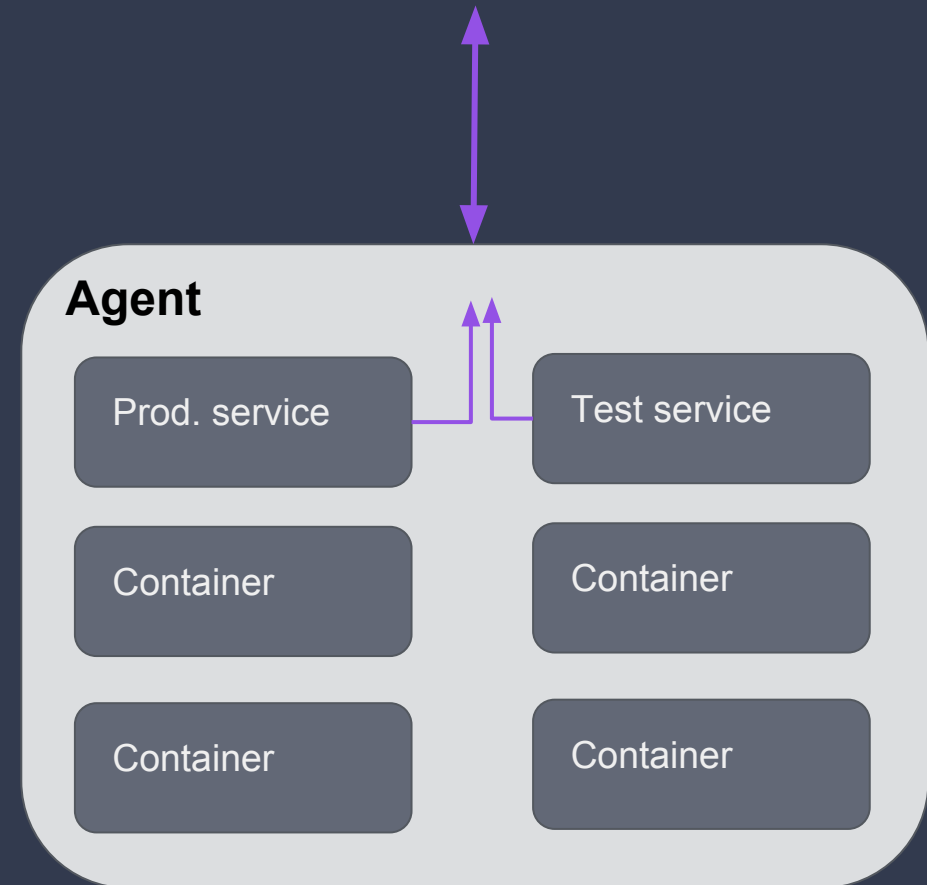 Agent
Prod. service
Test service
Container
Container
Container
Container